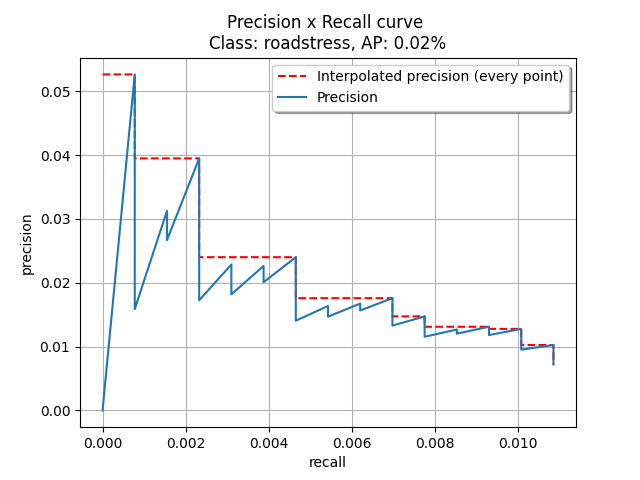 Precision x Recall curve
Class: roadstress, AP: 0.02%
Interpolated precision (every point)
Precision
0.05
0.04
0.03
0.02
0.01
0.00
precision
0.000 0.002 0.004 0.006 0.008 0.010
recall